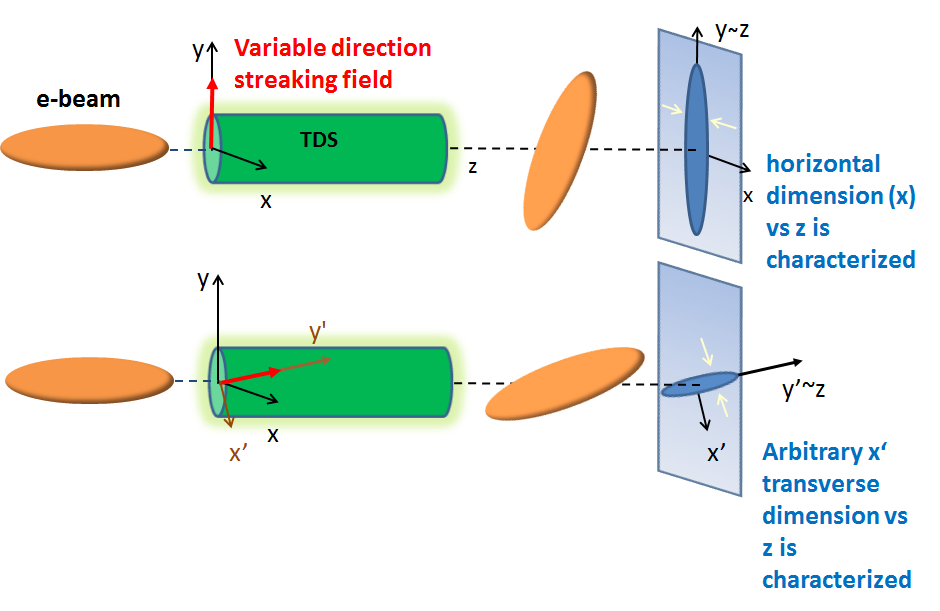 y
Variable direction
streaking field
e-beam
TDS
x
z
y~z
x
horizontal
dimension (x)
vs z is
characterized
y
y'
x
x’
y’~z
x’
Arbitrary x‘
transverse
dimension vs
z is
characterized